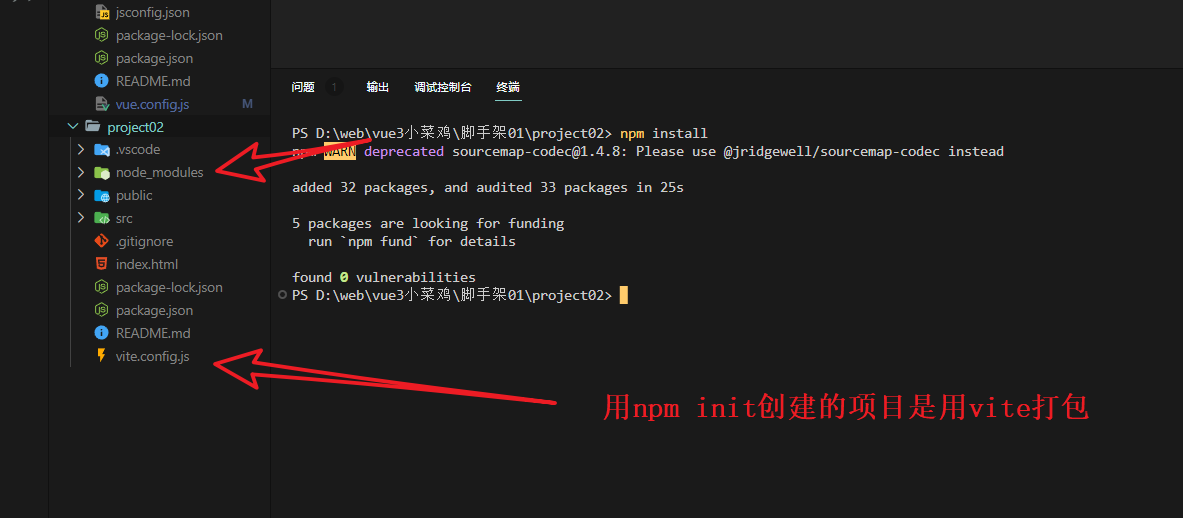 jsconfig.json
package-lock.json
package.json
README.md
vue.config.js M
project02
.vscode
node_modules
public
src
.gitignore
index.html
package-lock.json
package.json
README.md
vite.config.js
问题 1 输出 调试控制台 终端
PS D:\web\vue3小菜鸡\脚手架01\project02> npm install
npm WARN deprecated sourcemap-codec@1.4.8: Please use @jridgewell/sourcemap-codec instead
added 32 packages, and audited 33 packages in 25s
5 packages are looking for funding
run `npm fund` for details
found 0 vulnerabilities
PS D:\web\vue3小菜鸡\脚手架01\project02>
用npm init创建的项目是用vite打包